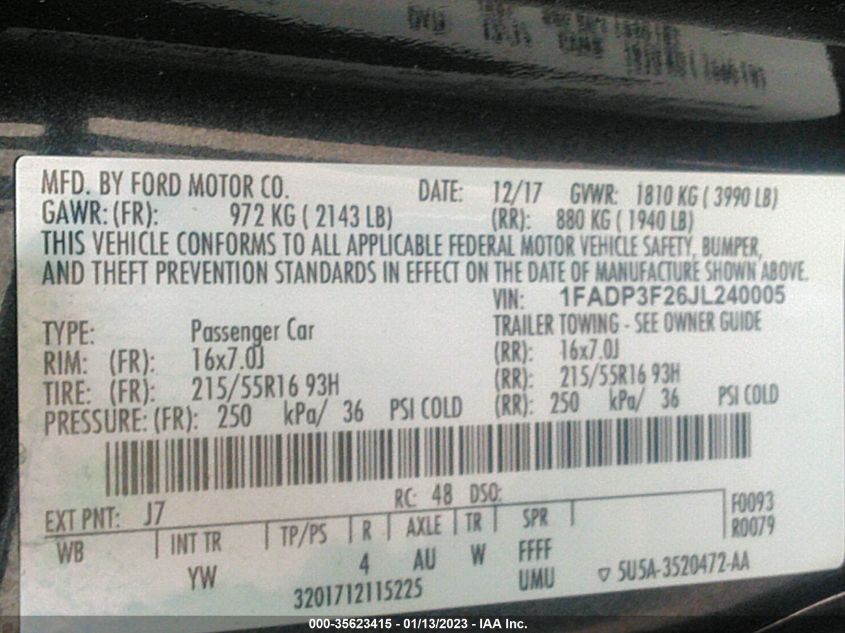 MFD. BY FORD MOTOR CO. DATE: 12/17 GVWR: 1810 KG ( 3990 LB)
GAWR: (FR): 972 KG ( 2143 LB) (RR): 880 KG ( 1940 LB)
THIS VEHICLE CONFORMS TO ALL APPLICABLE FEDERAL MOTOR VEHICLE SAFETY, BUMPER,
AND THEFT PREVENTION STANDARDS IN EFFECT ON THE DATE OF MANUFACTURE SHOWN ABOVE.
VIN: 1FADP3F26JL240005
TYPE: Passenger Car TRAILER TOWING - SEE OWNER GUIDE
RIM: (FR): 16x7.0J (RR): 16x7.0J
TIRE: (FR): 215/55R16 93H (RR): 215/55R16 93H
PRESSURE: (FR): 250 kPa/ 36 PSI COLD (RR): 250 kPa/ 36 PSI COLD
RC: 48 DSO:
EXT PNT: J7 F0093
WB INT TR TP/PS R AXLE TR SPR R0079
YW 4 AU W FFFF
3201712115225 UMU 5U5A-3520472-AA
000-35623415 - 01/13/2023 - IAA Inc.